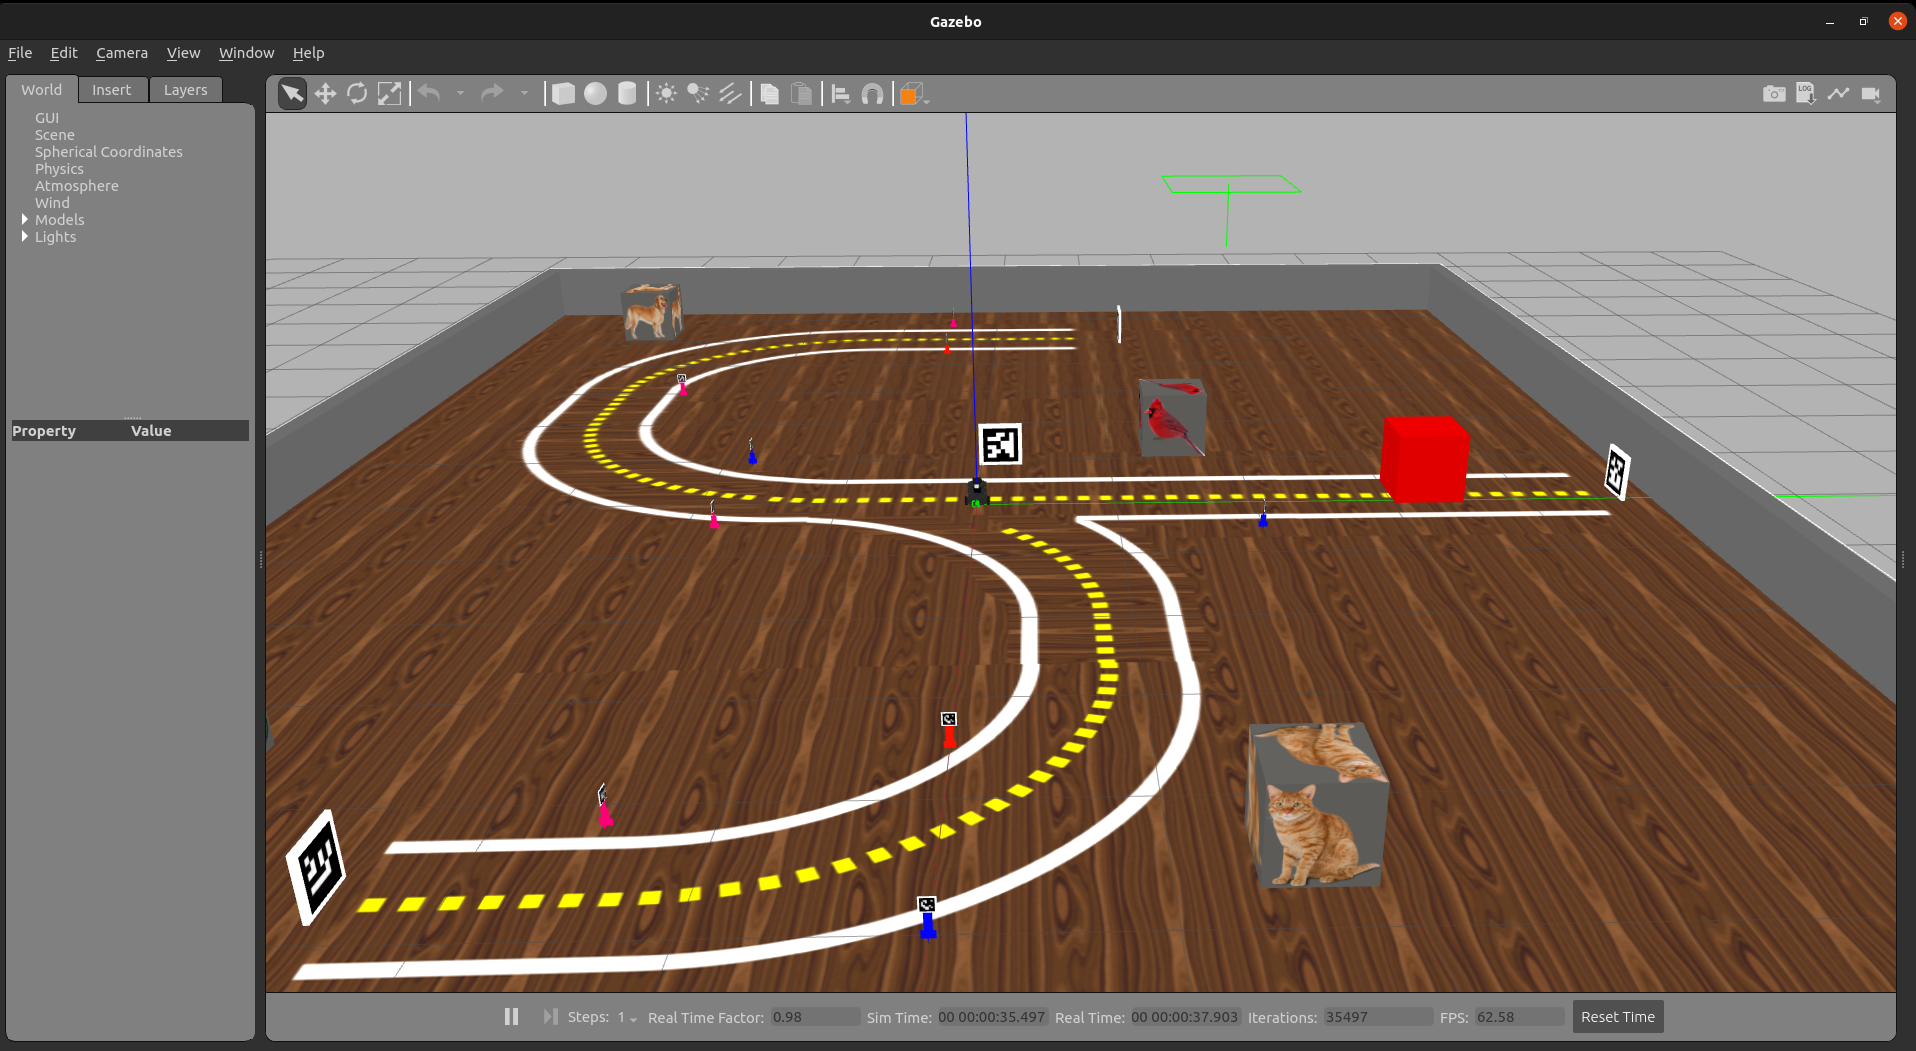 Gazebo
File Edit Camera View Window Help
World Insert Layers
LOG
GUI
Scene
Spherical Coordinates
Physics
Atmosphere
Wind
Models
Lights
Property Value
Steps: 1 Real Time Factor: 0.98 Sim Time: 00 00:00:35.497 Real Time: 00 00:00:37.903 Iterations: 35497 FPS: 62.58 Reset Time